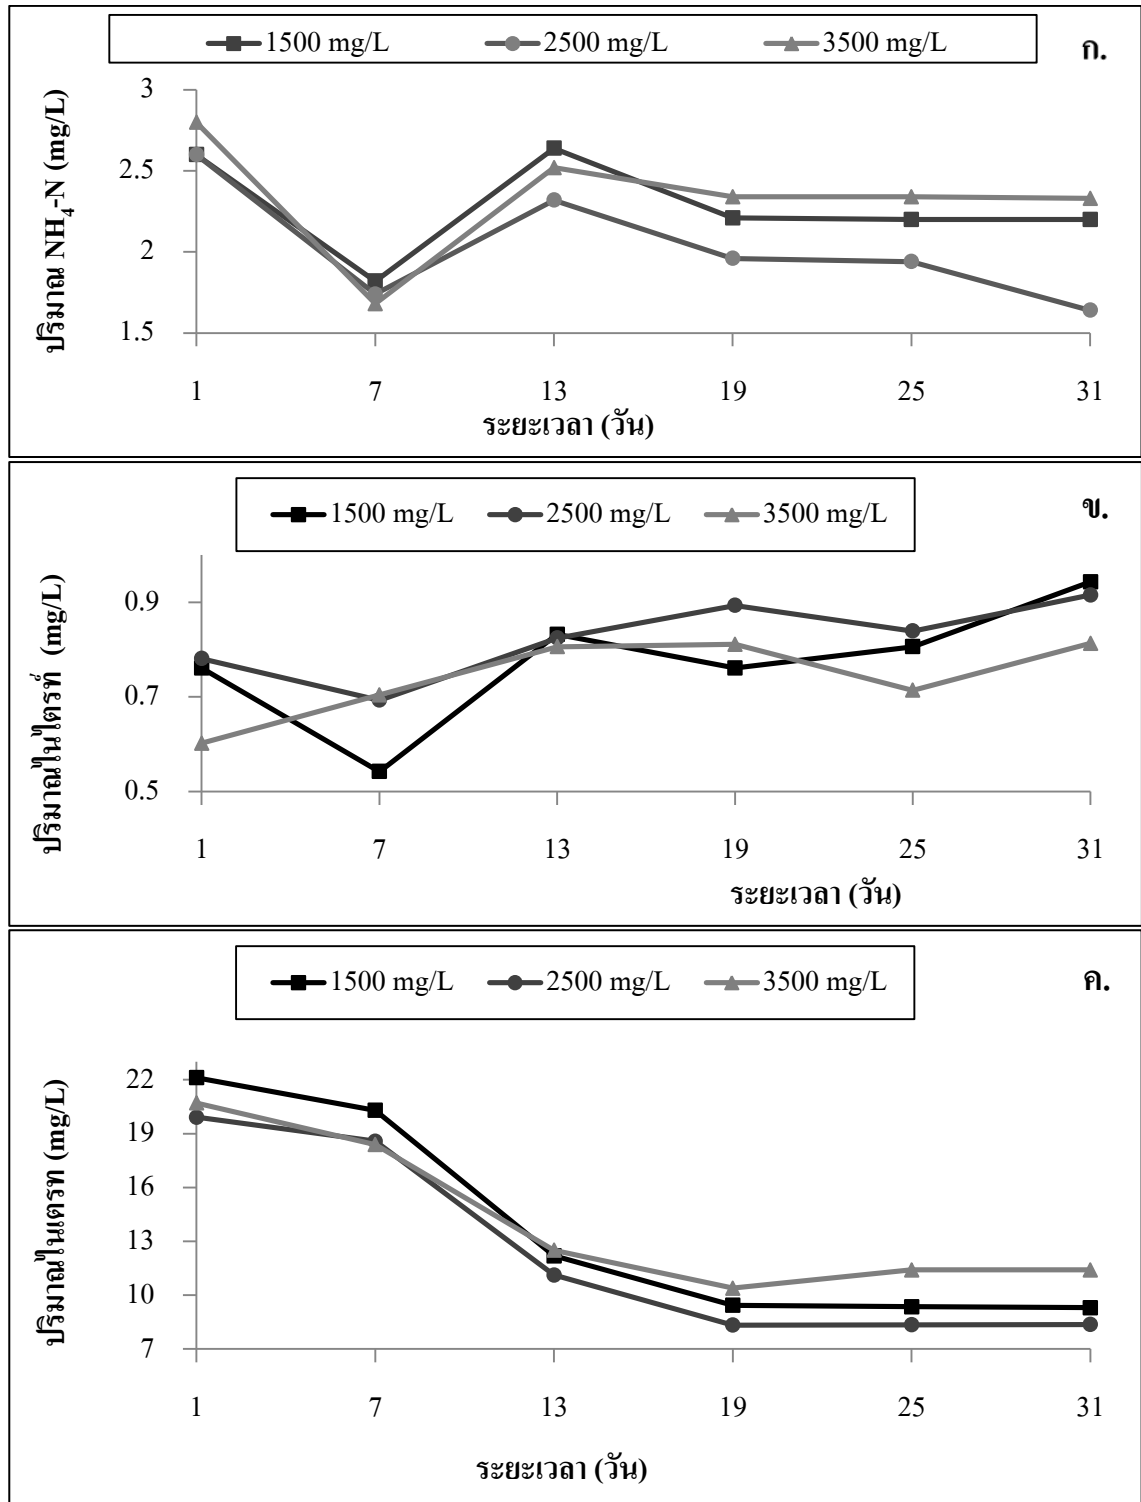 1500 mg/L 2500 mg/L 3500 mg/L
ก.
ปริมาณ NH4-N (mg/L)
3
2.5
2
1.5
1 7 13 19 25 31
ระยะเวลา (วัน)
1500 mg/L 2500 mg/L 3500 mg/L
ข.
ปริมาณไนไตรท์ (mg/L)
0.9
0.7
0.5
1 7 13 19 25 31
ระยะเวลา (วัน)
1500 mg/L 2500 mg/L 3500 mg/L
ค.
ปริมาณไนเตรท (mg/L)
22
19
16
13
10
7
1 7 13 19 25 31
ระยะเวลา (วัน)